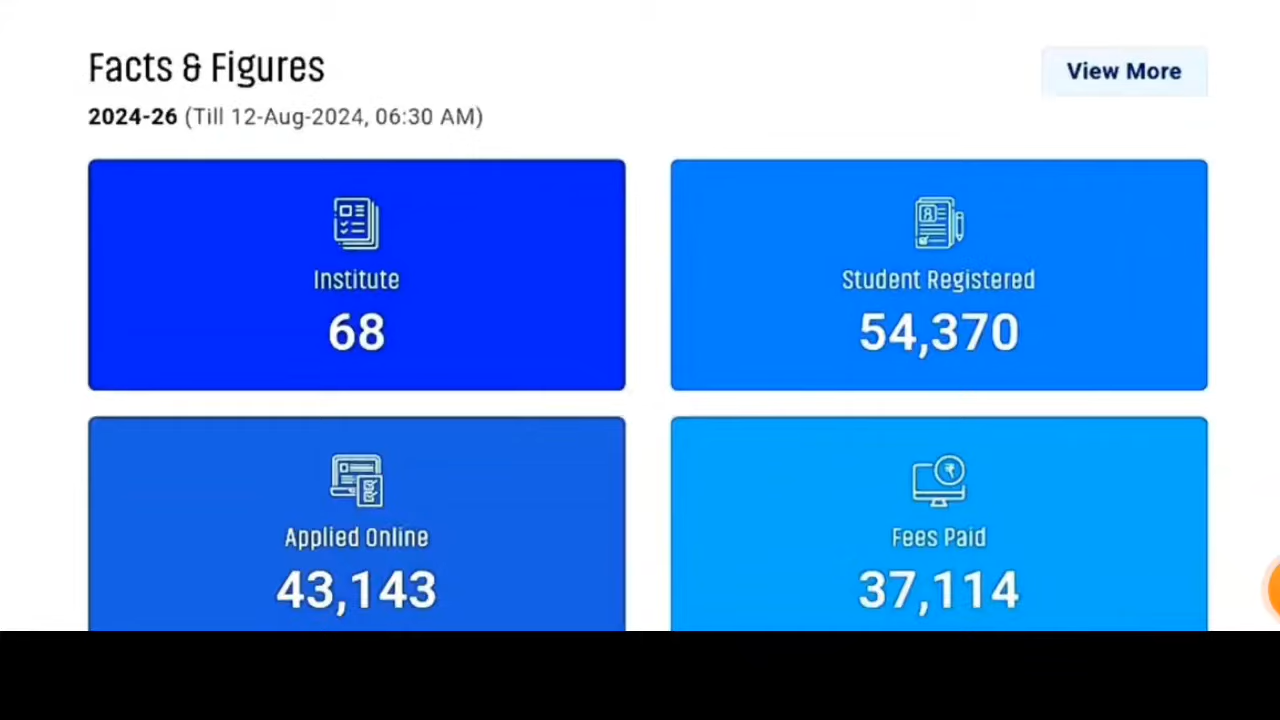 Facts & Figures
View More
2024-26 (Till 12-Aug-2024, 06:30 AM)
Institute
68
Student Registered
54,370
Applied Online
43,143
Fees Paid
37,114